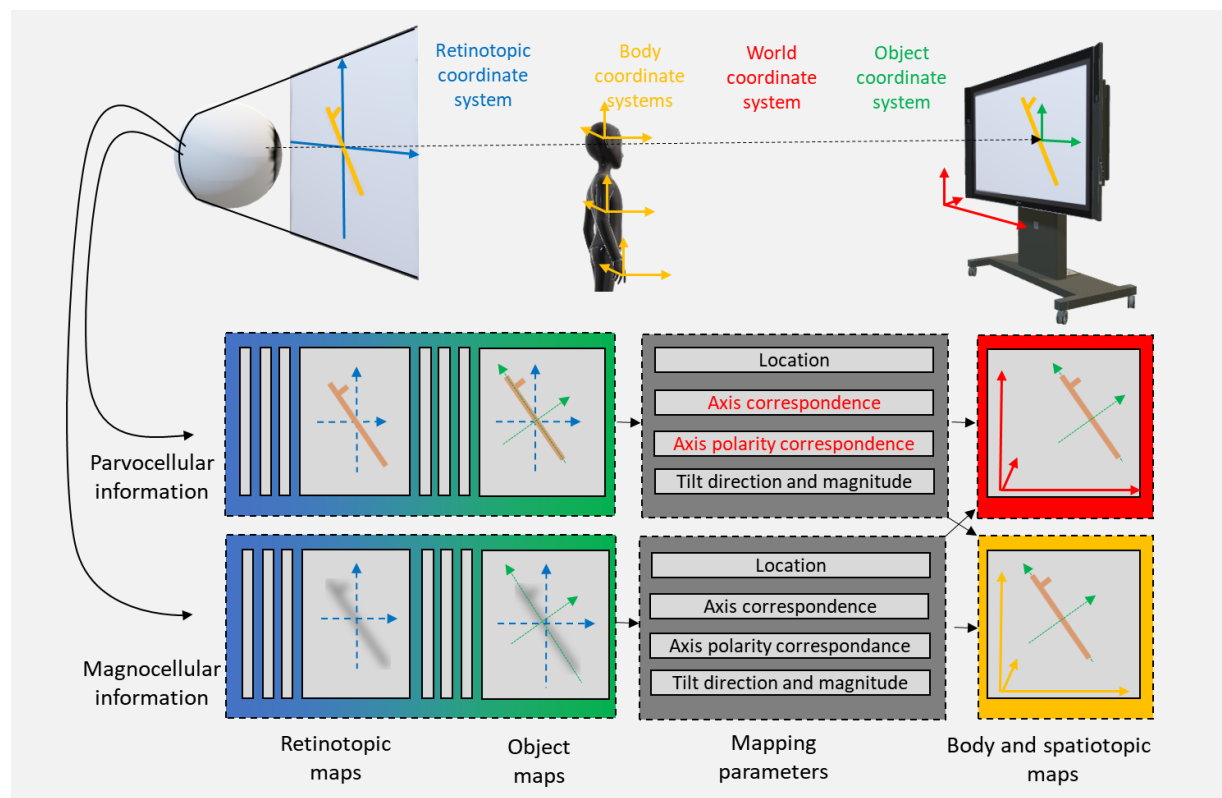 Retinotopic
coordinate
system
Body
coordinate
systems
World
coordinate
system
Object
coordinate
system
Parvocellular
information
Location
Axis correspondence
Axis polarity correspondence
Tilt direction and magnitude
Magnocellular
information
Location
Axis correspondence
Axis polarity correspondance
Tilt direction and magnitude
Retinotopic
maps
Object
maps
Mapping
parameters
Body and spatiotopic
maps